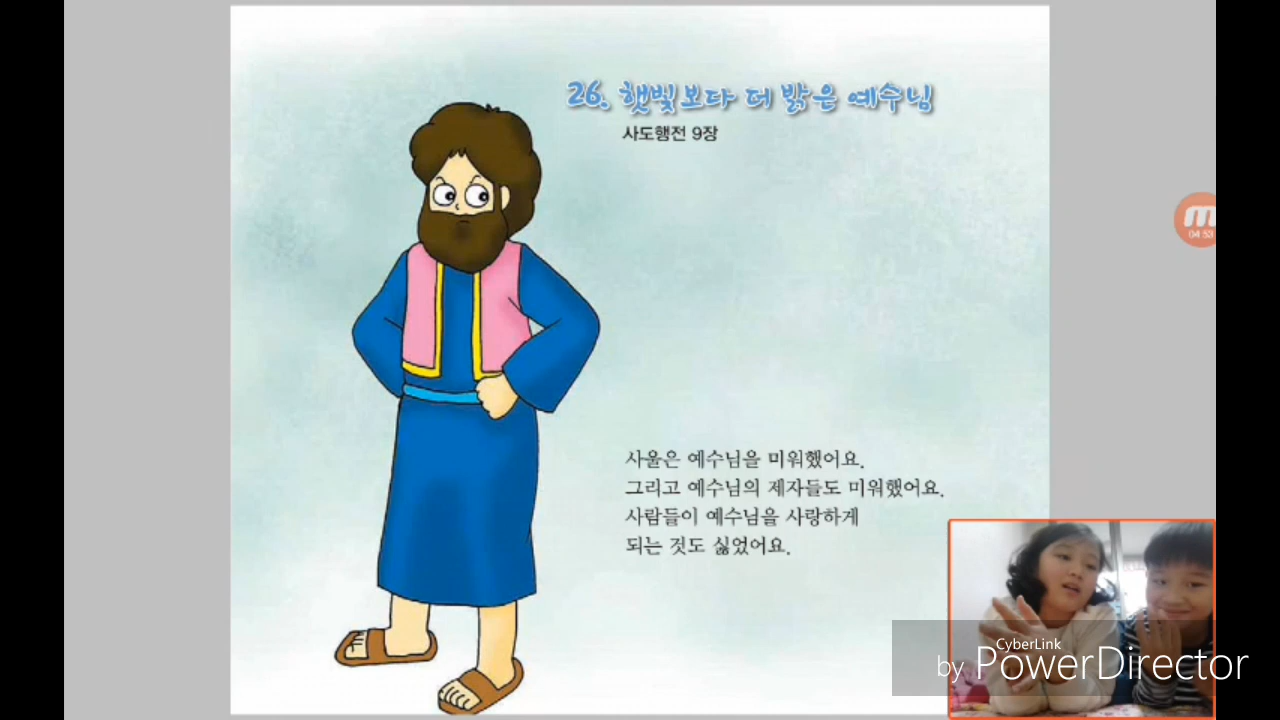 26. 햇빛보다 더 밝은 예수님
사도행전 9장
04:53
사울은 예수님을 미워했어요.
그리고 예수님의 제자들도 미워했어요.
사람들이 예수님을 사랑하게
되는 것도 싫었어요.
CyberLink
by PowerDirector